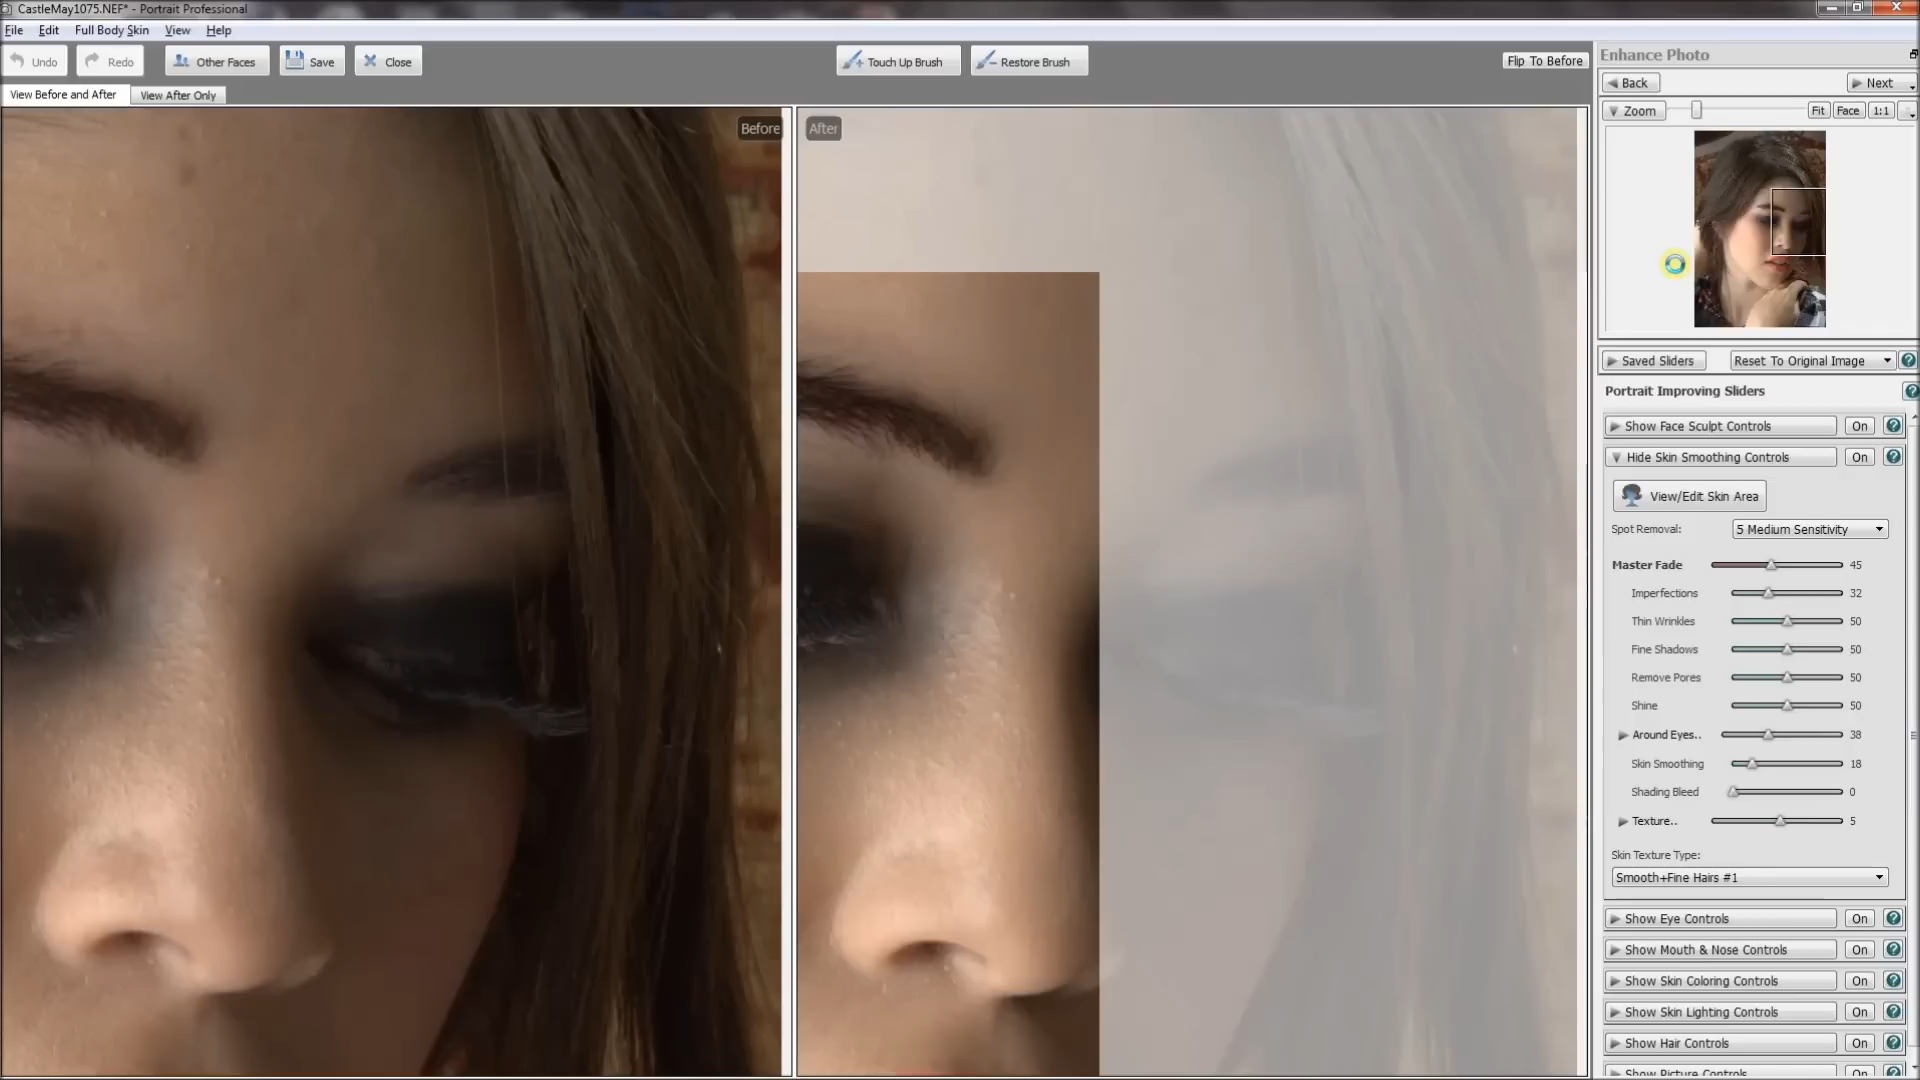 CastleMay1075.NEF* - Portrait Professional
File Edit Full Body Skin View Help
Undo Redo Other Faces Save Close Touch Up Brush Restore Brush Flip To Before
View Before and After View After Only
Before After
Enhance Photo
Back Next
Zoom Fit Face 1:1
Saved Sliders Reset To Original Image ?
Portrait Improving Sliders ?
Show Face Sculpt Controls On ?
Hide Skin Smoothing Controls On ?
View/Edit Skin Area
Spot Removal: 5 Medium Sensitivity
Master Fade 45
Imperfections 32
Thin Wrinkles 50
Fine Shadows 50
Remove Pores 50
Shine 50
Around Eyes.. 38
Skin Smoothing 18
Shading Bleed 0
Texture.. 5
Skin Texture Type:
Smooth+Fine Hairs #1
Show Eye Controls On ?
Show Mouth & Nose Controls On ?
Show Skin Coloring Controls On ?
Show Skin Lighting Controls On ?
Show Hair Controls On ?
Show Picture Controls On ?